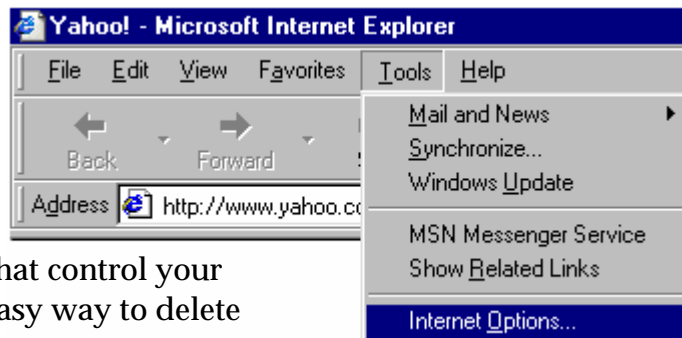 Yahoo! - Microsoft Internet Explorer
File Edit View Favorites Tools Help
Back Forward
Address http://www.yahoo.co
Mail and News
Synchronize...
Windows Update
MSN Messenger Service
Show Related Links
Internet Options...
hat control your
asy way to delete